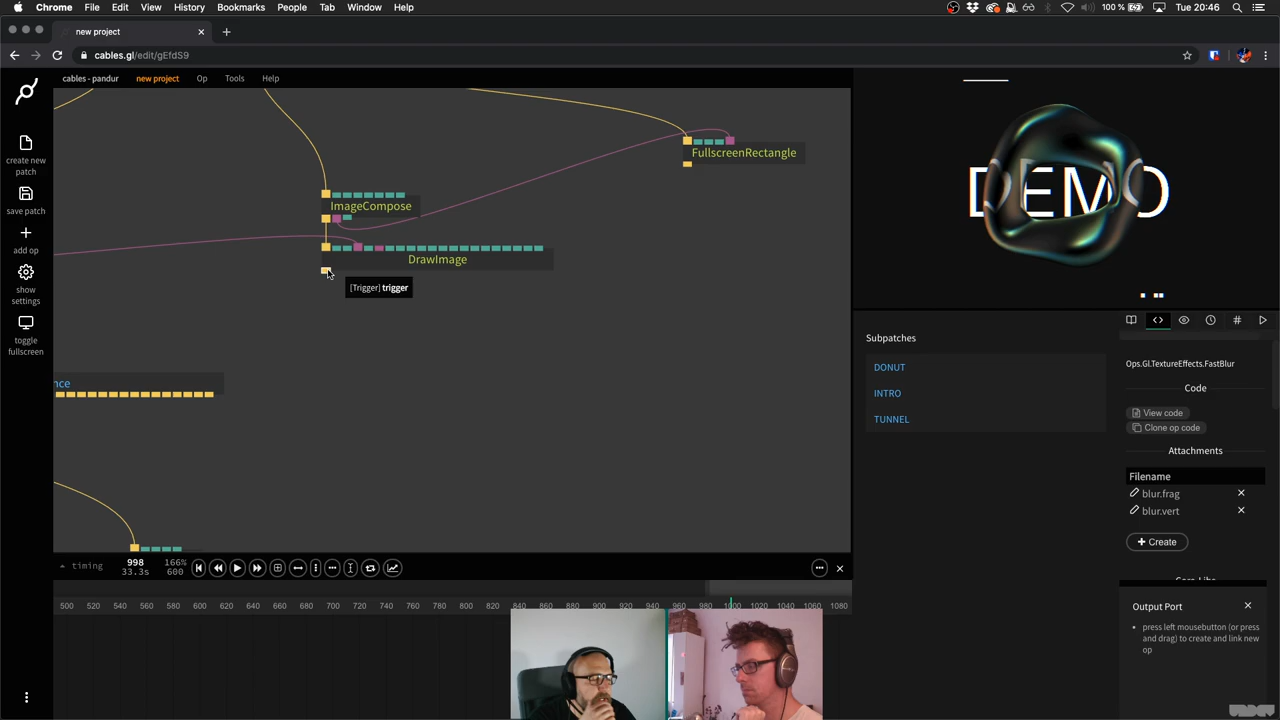 Chrome File Edit View History Bookmarks People Tab Window Help 100 % Tue 20:46
new project
cables.gl/edit/gEfdS9
cables - pandur new project Op Tools Help
create new
patch
save patch
add op
show
settings
toggle
fullscreen
FullscreenRectangle
ImageCompose
DrawImage
[Trigger] trigger
nce
DEMO
Subpatches
DONUT
INTRO
TUNNEL
Ops.Gl.TextureEffects.FastBlur
Code
View code
Clone op code
Attachments
Filename
blur.frag
blur.vert
Create
Output Port
press left mousebutton (or press
and drag) to create and link new
op
timing
998
33.3s
166%
600
500 520 540 560 580 600 620 640 660 680 700 720 740 760 780 800 820 840 860 880 900 920 940 960 980 1000 1020 1040 1060 1080